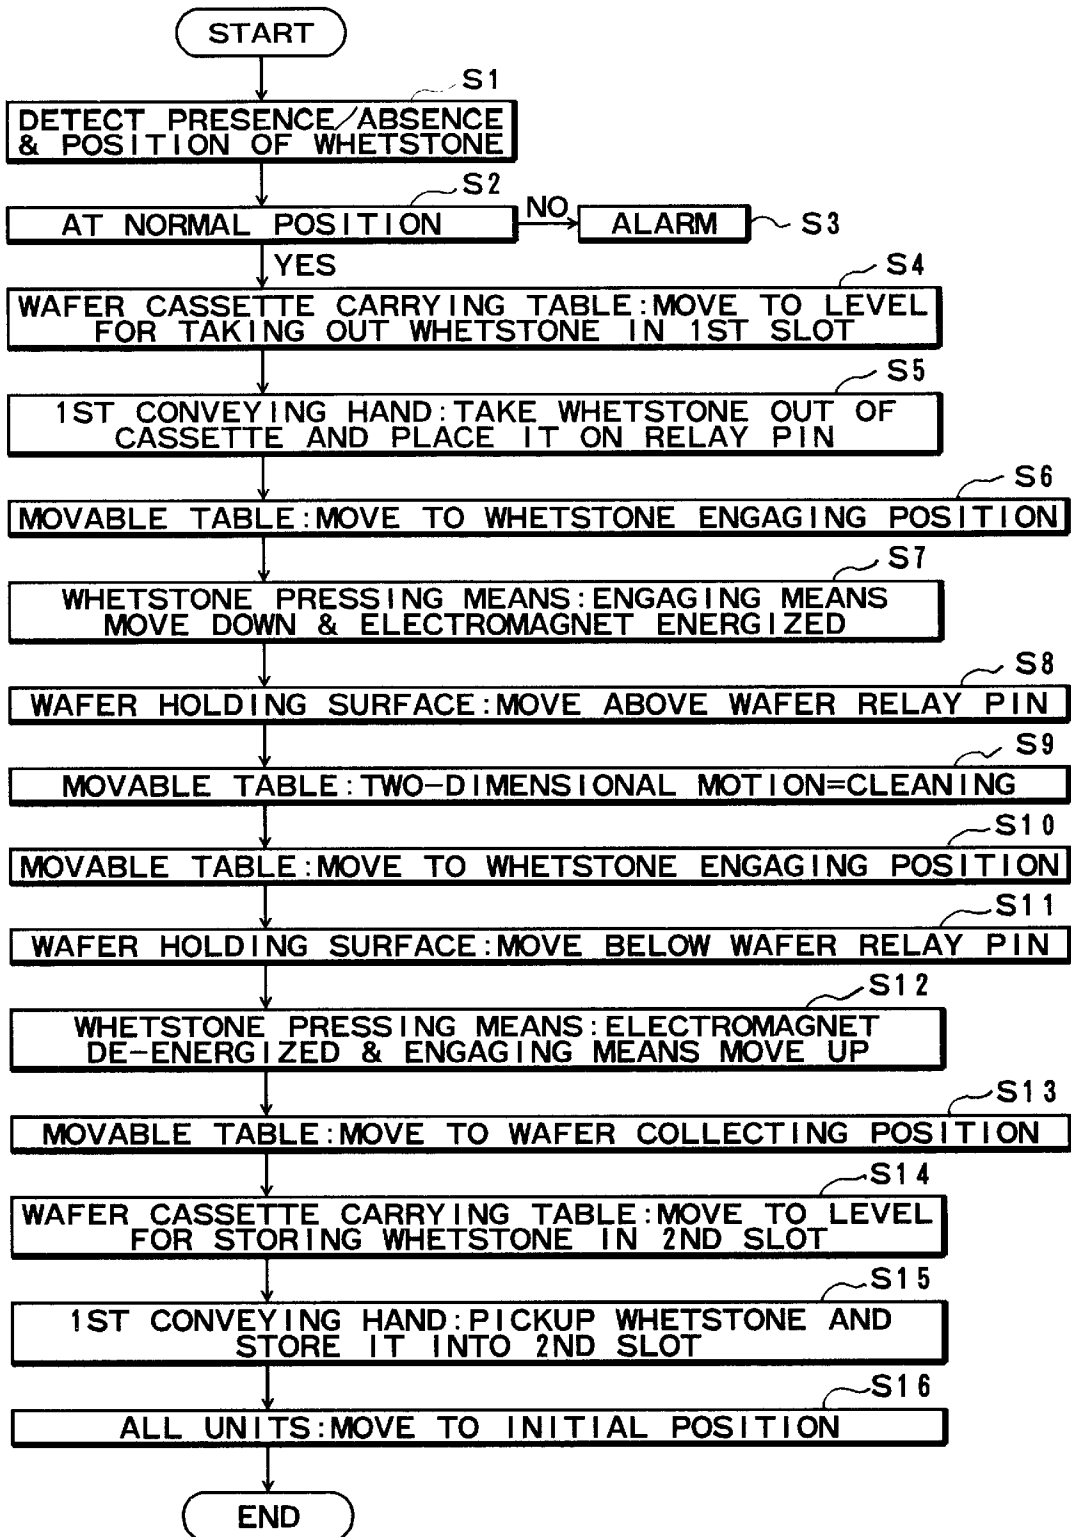 START
S1
DETECT PRESENCE/ABSENCE
& POSITION OF WHETSTONE
S2
AT NORMAL POSITION
NO
ALARM
S3
YES
S4
WAFER CASSETTE CARRYING TABLE:MOVE TO LEVEL
FOR TAKING OUT WHETSTONE IN 1ST SLOT
S5
1ST CONVEYING HAND:TAKE WHETSTONE OUT OF
CASSETTE AND PLACE IT ON RELAY PIN
S6
MOVABLE TABLE:MOVE TO WHETSTONE ENGAGING POSITION
S7
WHETSTONE PRESSING MEANS:ENGAGING MEANS
MOVE DOWN & ELECTROMAGNET ENERGIZED
S8
WAFER HOLDING SURFACE:MOVE ABOVE WAFER RELAY PIN
S9
MOVABLE TABLE:TWO-DIMENSIONAL MOTION=CLEANING
S10
MOVABLE TABLE:MOVE TO WHETSTONE ENGAGING POSITION
S11
WAFER HOLDING SURFACE:MOVE BELOW WAFER RELAY PIN
S12
WHETSTONE PRESSING MEANS:ELECTROMAGNET
DE-ENERGIZED & ENGAGING MEANS MOVE UP
S13
MOVABLE TABLE:MOVE TO WAFER COLLECTING POSITION
S14
WAFER CASSETTE CARRYING TABLE:MOVE TO LEVEL
FOR STORING WHETSTONE IN 2ND SLOT
S15
1ST CONVEYING HAND:PICKUP WHETSTONE AND
STORE IT INTO 2ND SLOT
S16
ALL UNITS:MOVE TO INITIAL POSITION
END